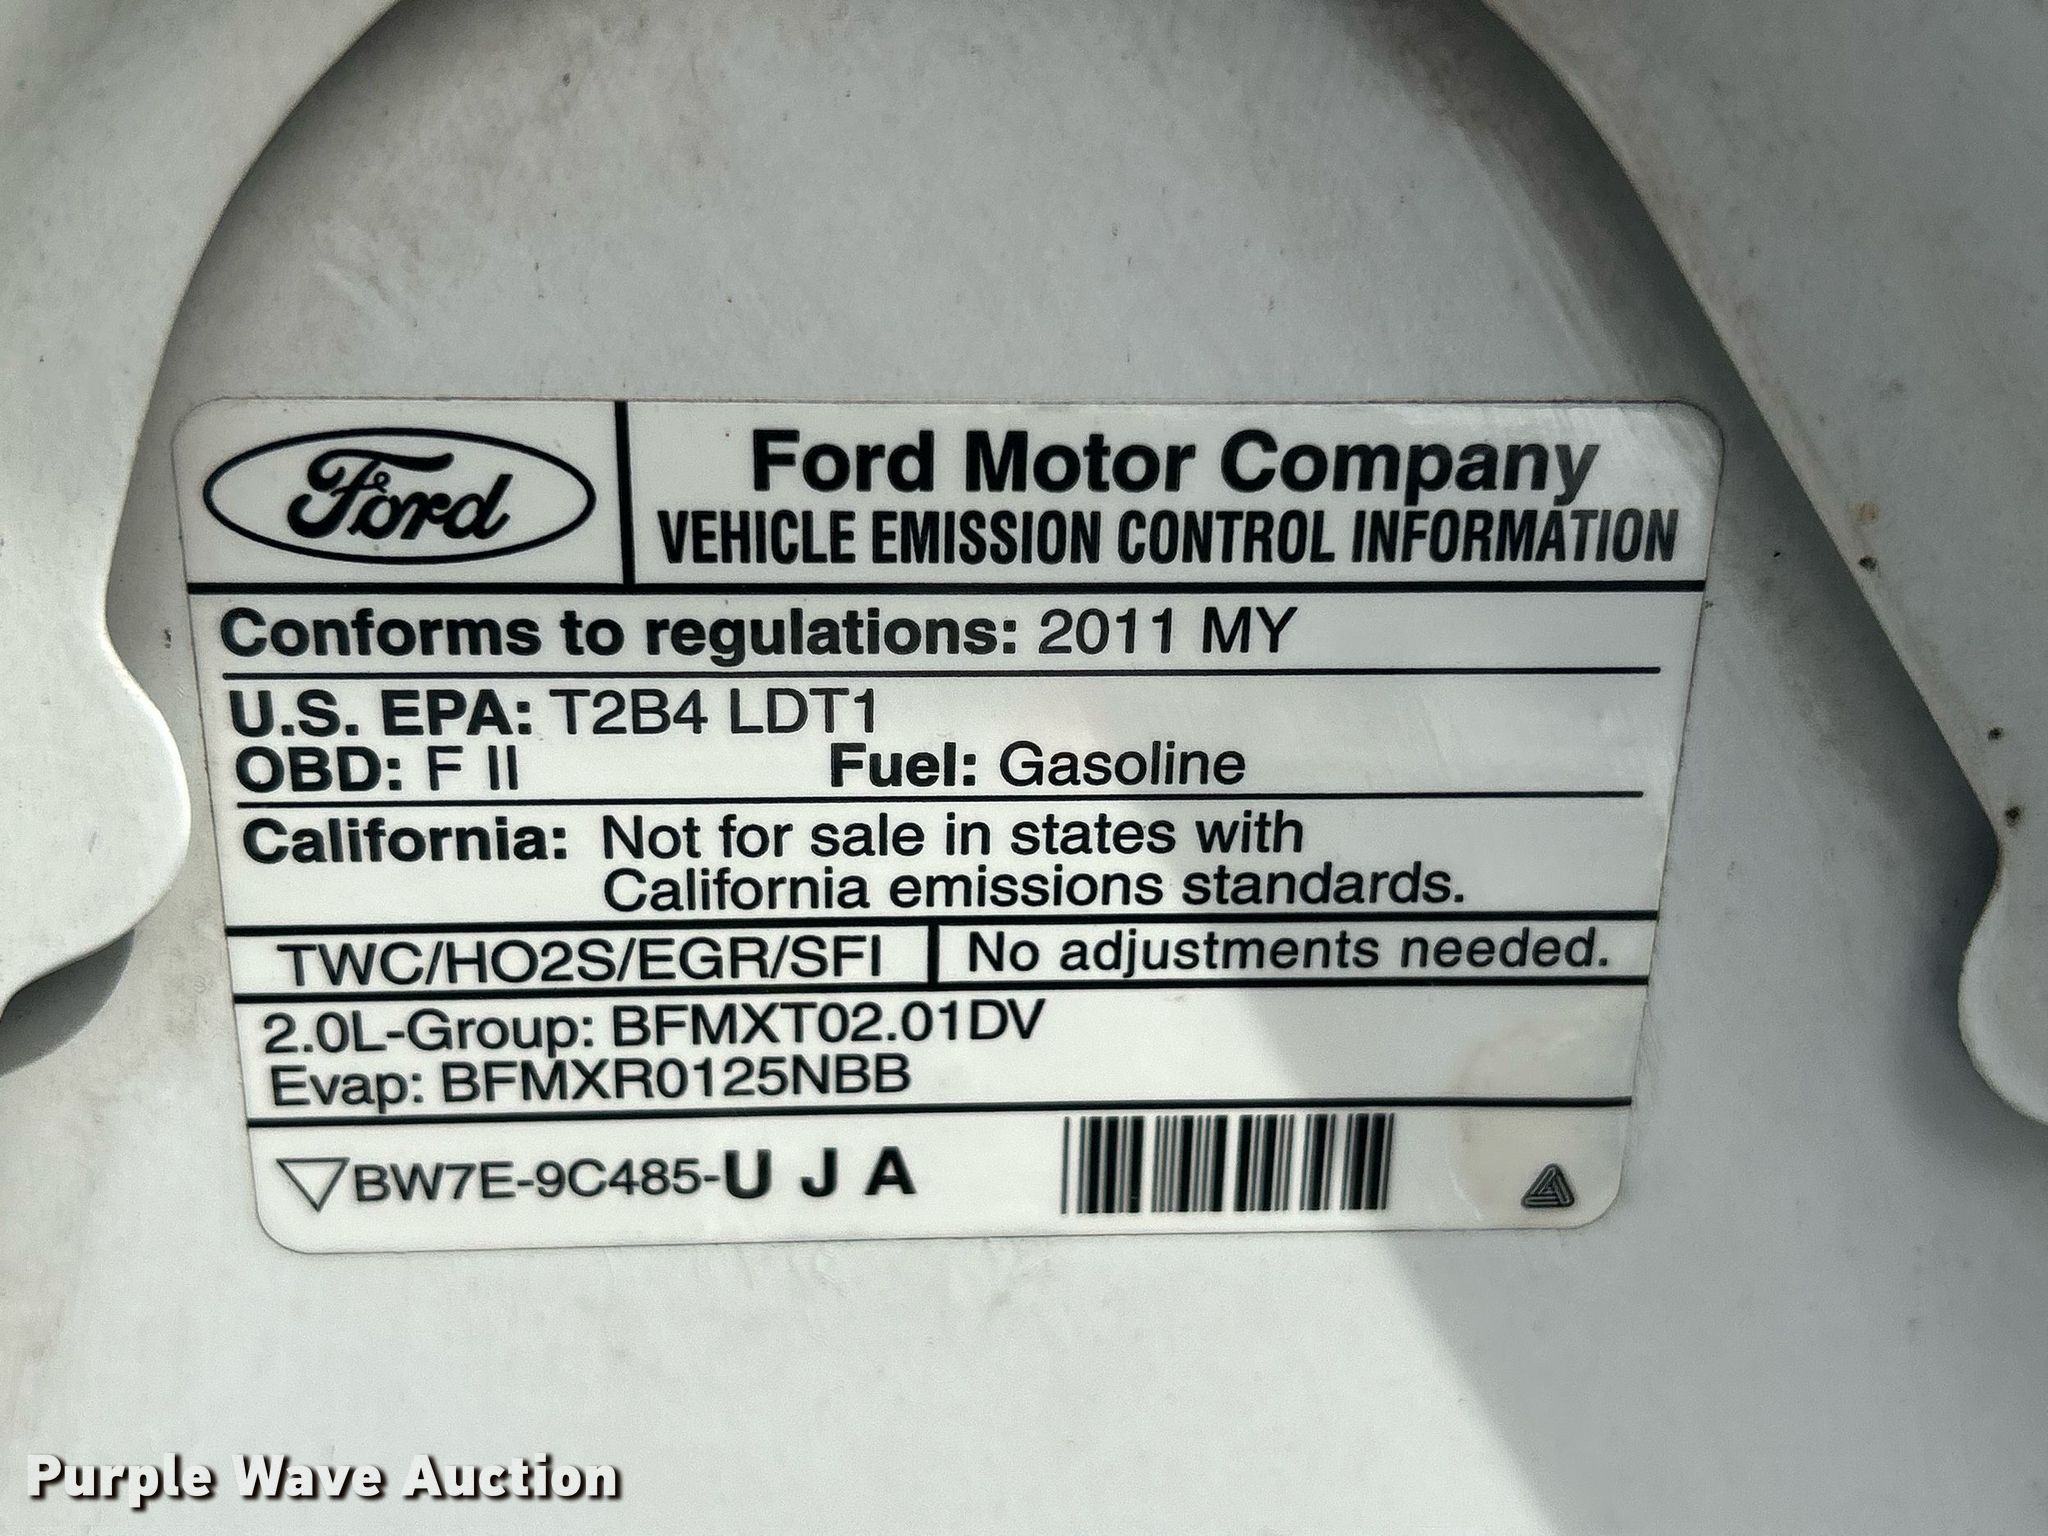 Ford
Ford Motor Company
VEHICLE EMISSION CONTROL INFORMATION
Conforms to regulations: 2011 MY
U.S. EPA: T2B4 LDT1
OBD: F II Fuel: Gasoline
California: Not for sale in states with
California emissions standards.
TWC/HO2S/EGR/SFI No adjustments needed.
2.0L-Group: BFMXT02.01DV
Evap: BFMXR0125NBB
BW7E-9C485-U J A
Purple Wave Auction